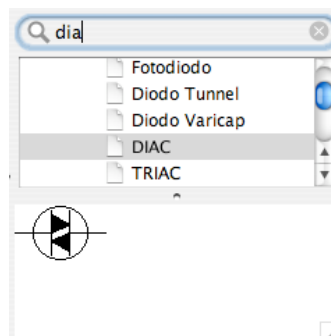 dia
Fotodiodo
Diodo Tunnel
Diodo Varicap
DIAC
TRIAC